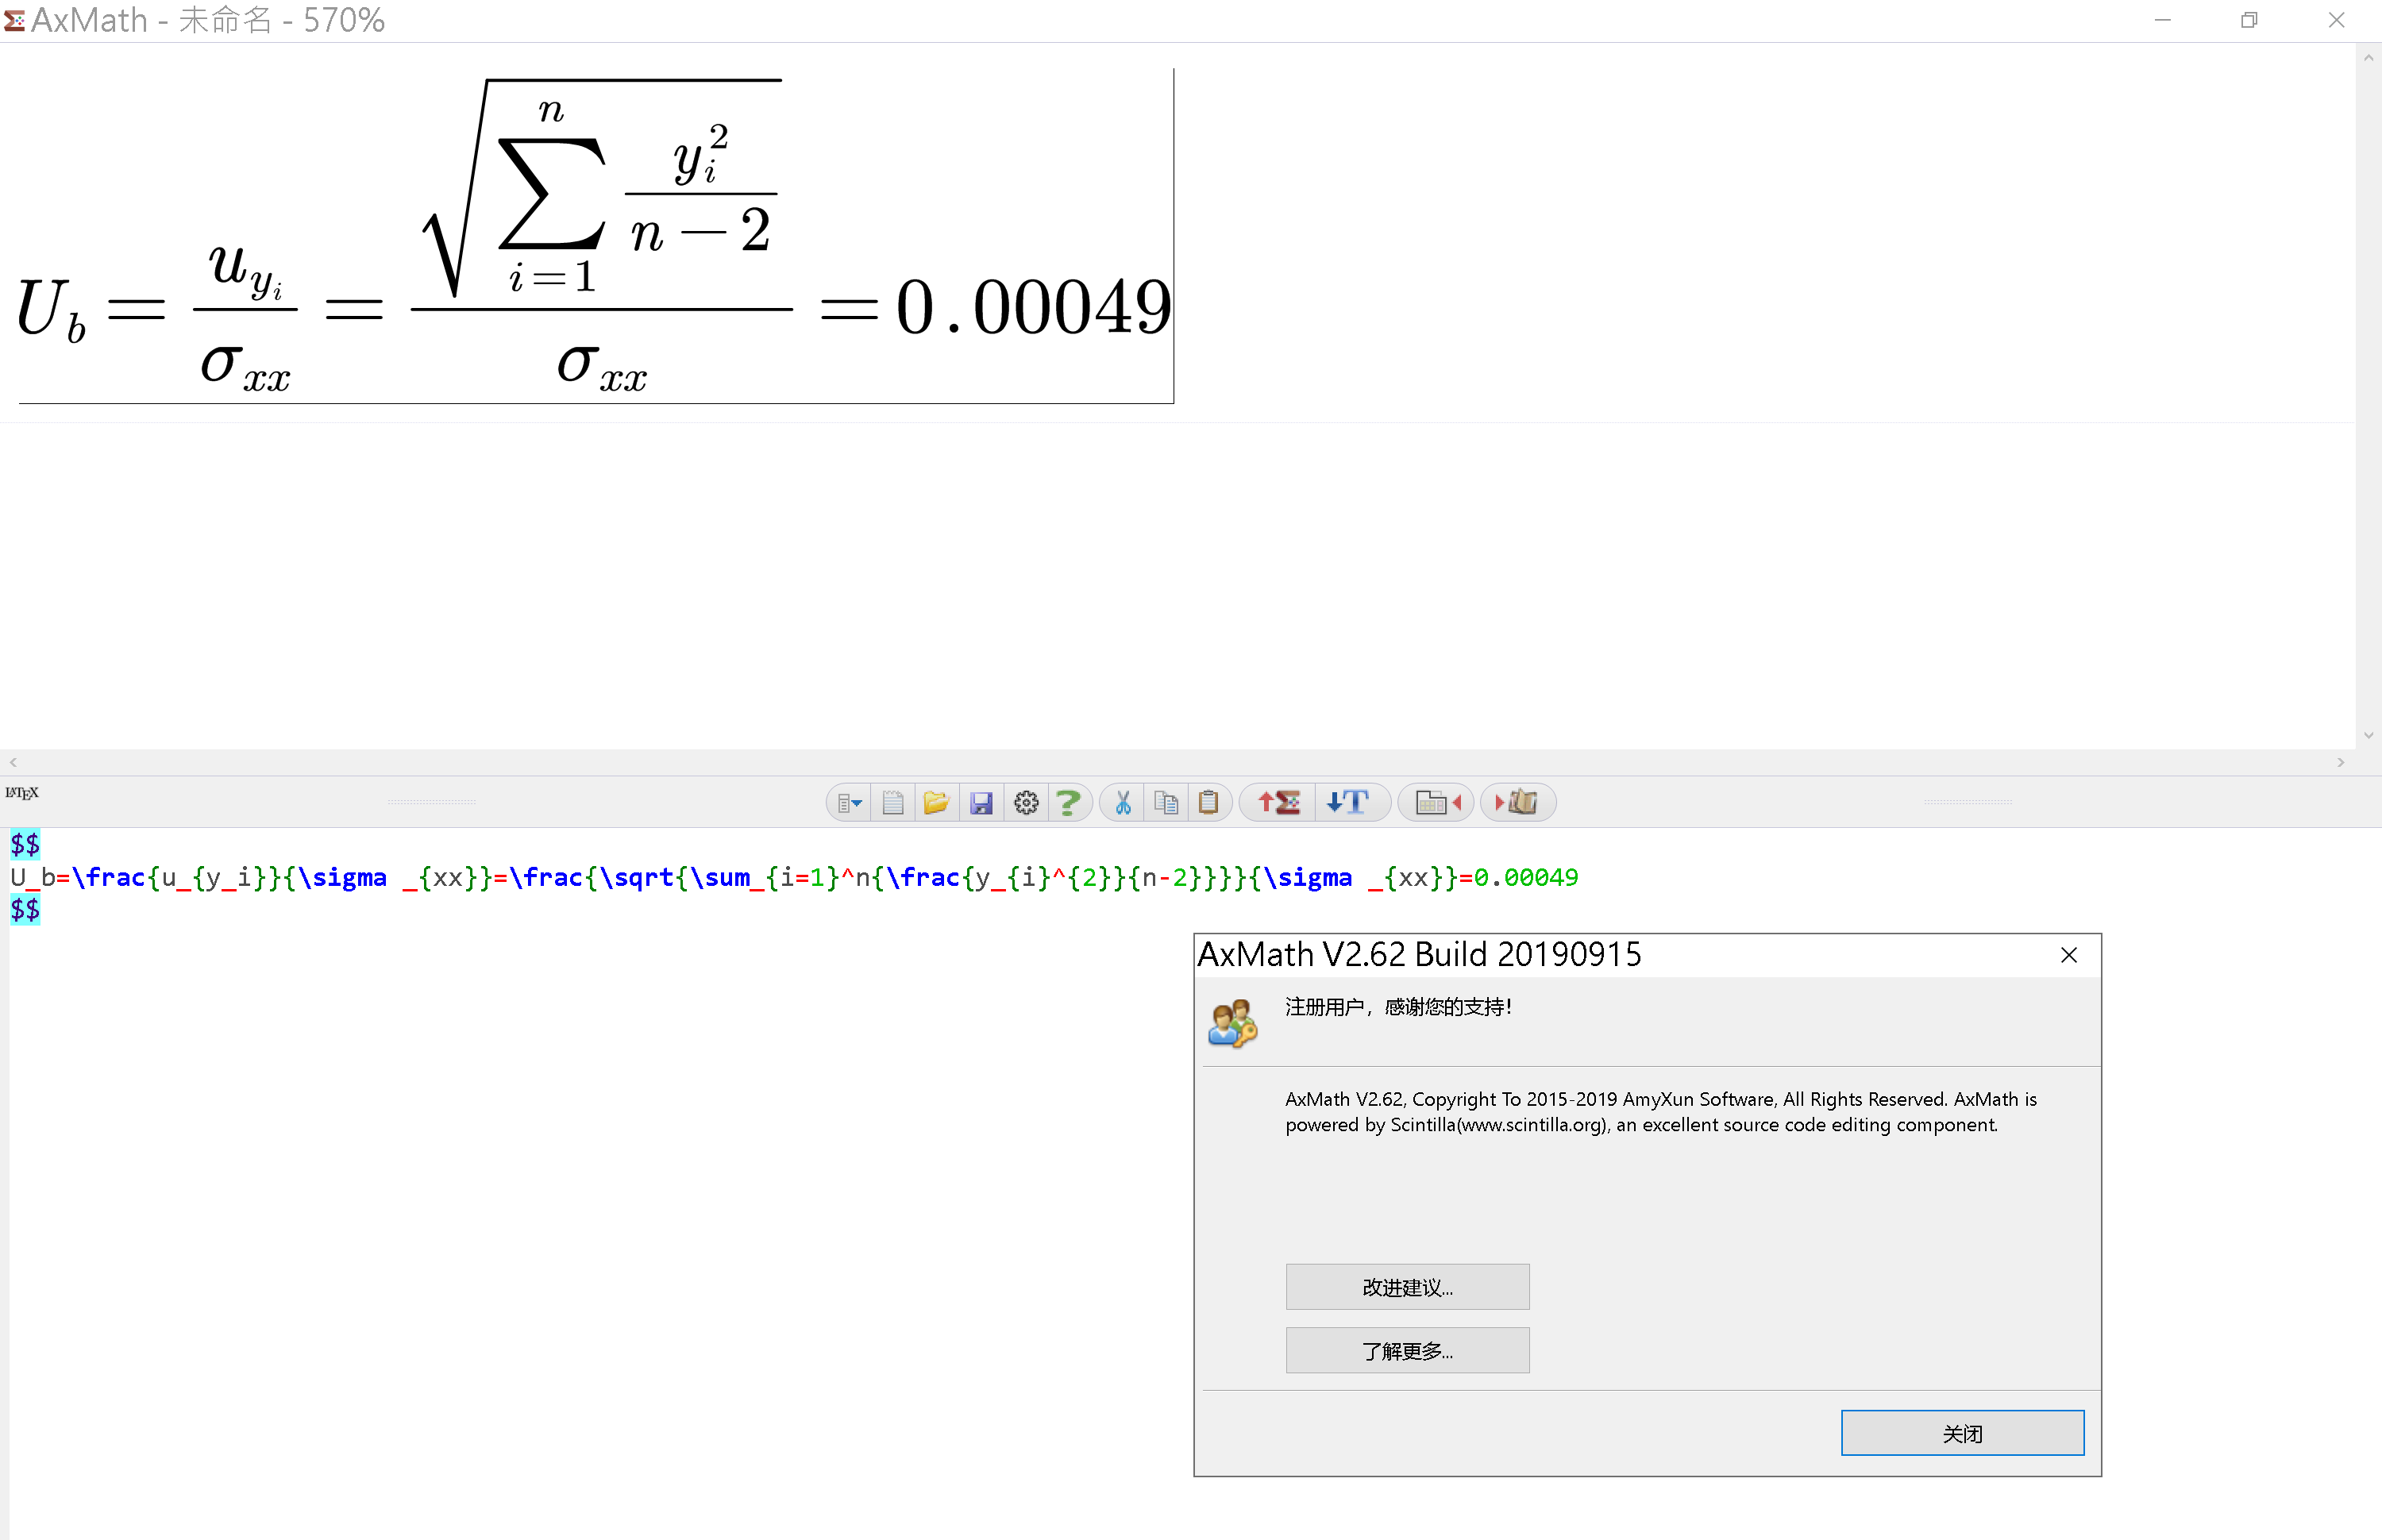 AxMath - 未命名 - 570%
U_b = \frac{u_{y_i}}{σ_{xx}} = \frac{\sqrt{\sum_{i=1}^{n} \frac{y_i^2}{n-2}}}{σ_{xx}} = 0.00049
LATEX
$$
U_b=\frac{u_{y_i}}{\sigma _{xx}}=\frac{\sqrt{\sum_{i=1}^n{\frac{y_{i}^{2}}{n-2}}}}{\sigma _{xx}}=0.00049
$$
AxMath V2.62 Build 20190915
注册用户，感谢您的支持！
AxMath V2.62, Copyright To 2015-2019 AmyXun Software, All Rights Reserved. AxMath is
powered by Scintilla(www.scintilla.org), an excellent source code editing component.
改进建议...
了解更多...
关闭